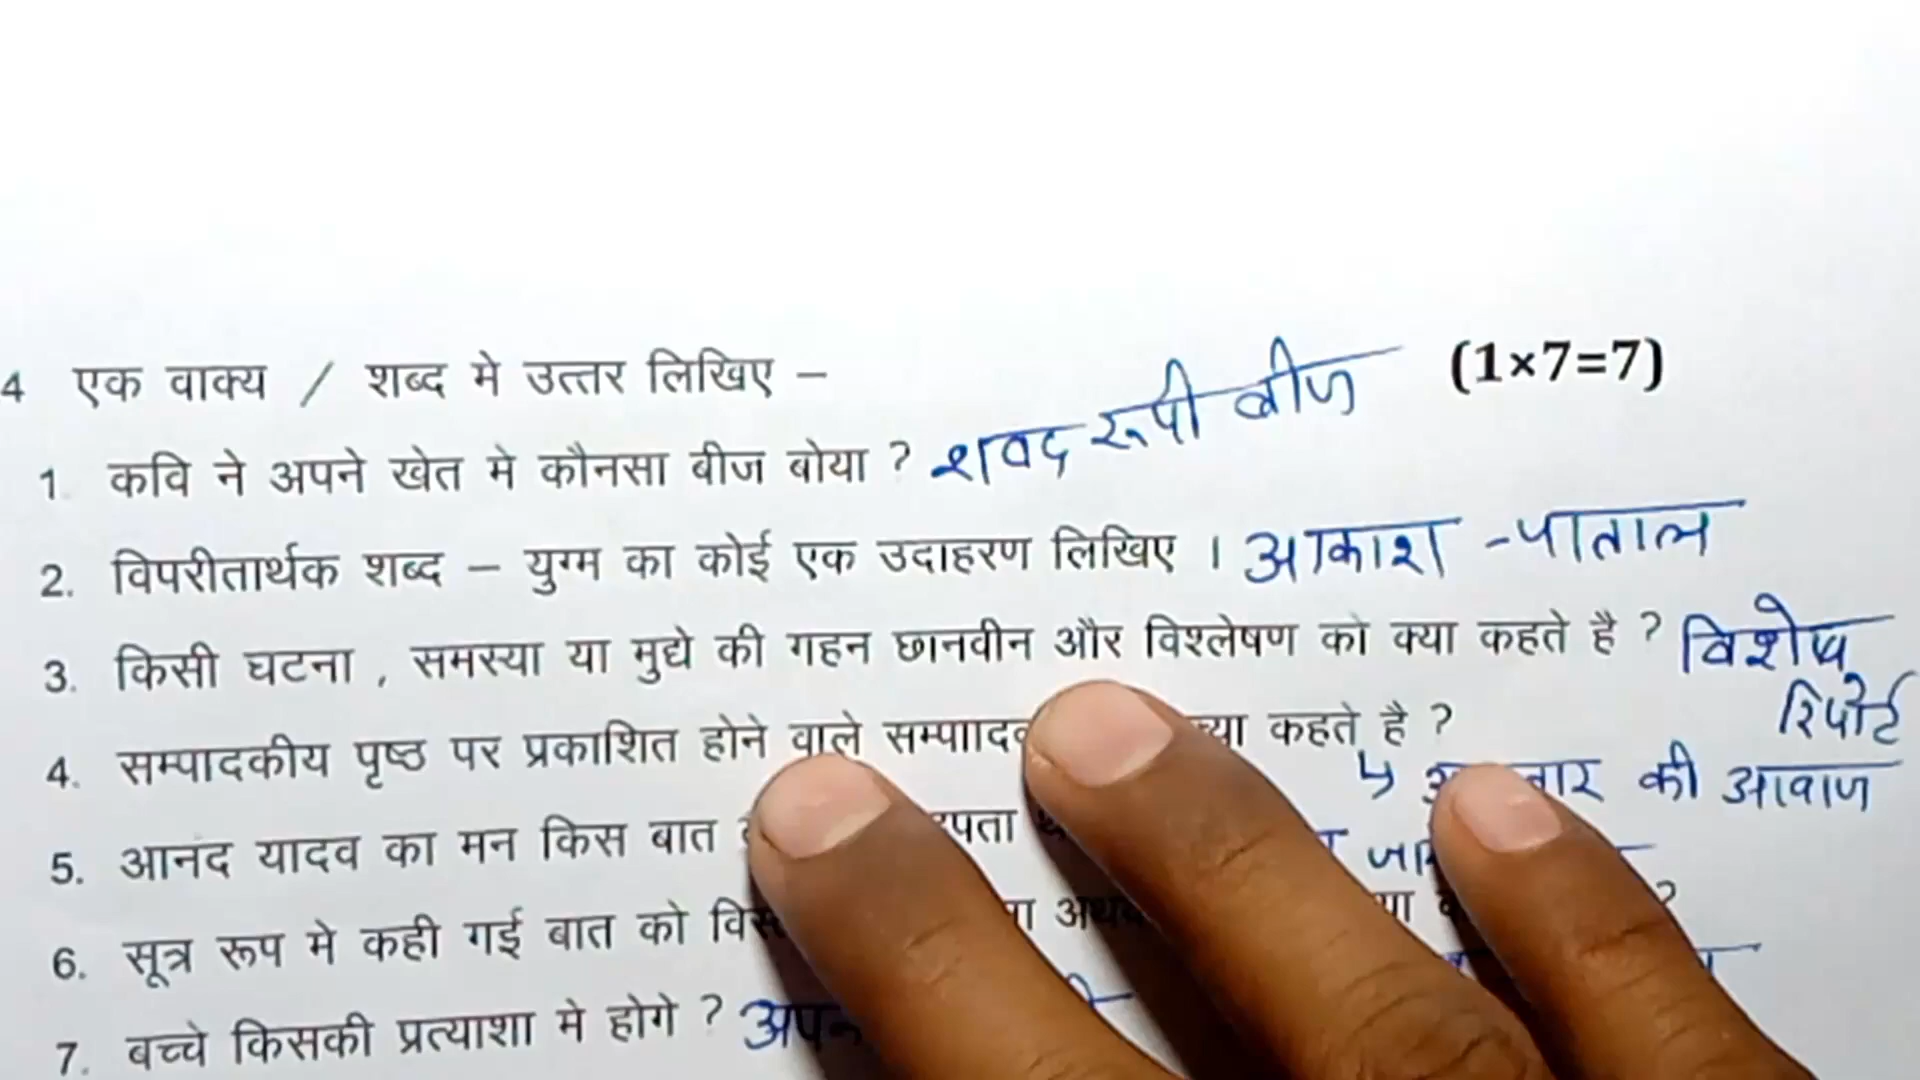 4 एक वाक्य / शब्द मे उत्तर लिखिए – (1×7=7)
1. कवि ने अपने खेत मे कौनसा बीज बोया ? शवद रूपी बीज
2. विपरीतार्थक शब्द – युग्म का कोई एक उदाहरण लिखिए । आकाश - पाताल
3. किसी घटना , समस्या या मुद्ये की गहन छानवीन और विश्लेषण को क्या कहते है ? विशेष
रिपोर्ट
4. सम्पादकीय पृष्ठ पर प्रकाशित होने वाले कहते है ?
↳ की आवाज
5. आनंद यादव का मन किस बात
6. सूत्र रूप मे कही गई बात को
7. बच्चे किसकी प्रत्याशा मे होगे ?